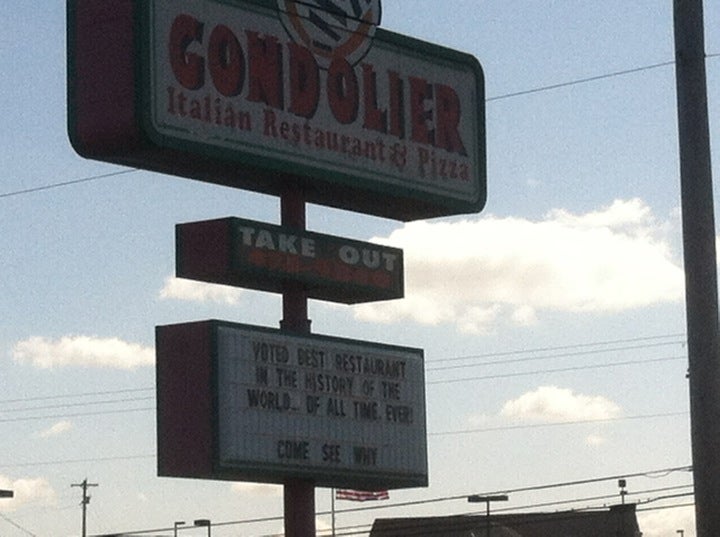 GONDOLIER
Italian Restaurant & Pizza
TAKE OUT
VOTED BEST RESTAURANT
IN THE HISTORY OF THE
WORLD... OF ALL TIME. EVER!
COME SEE WHY